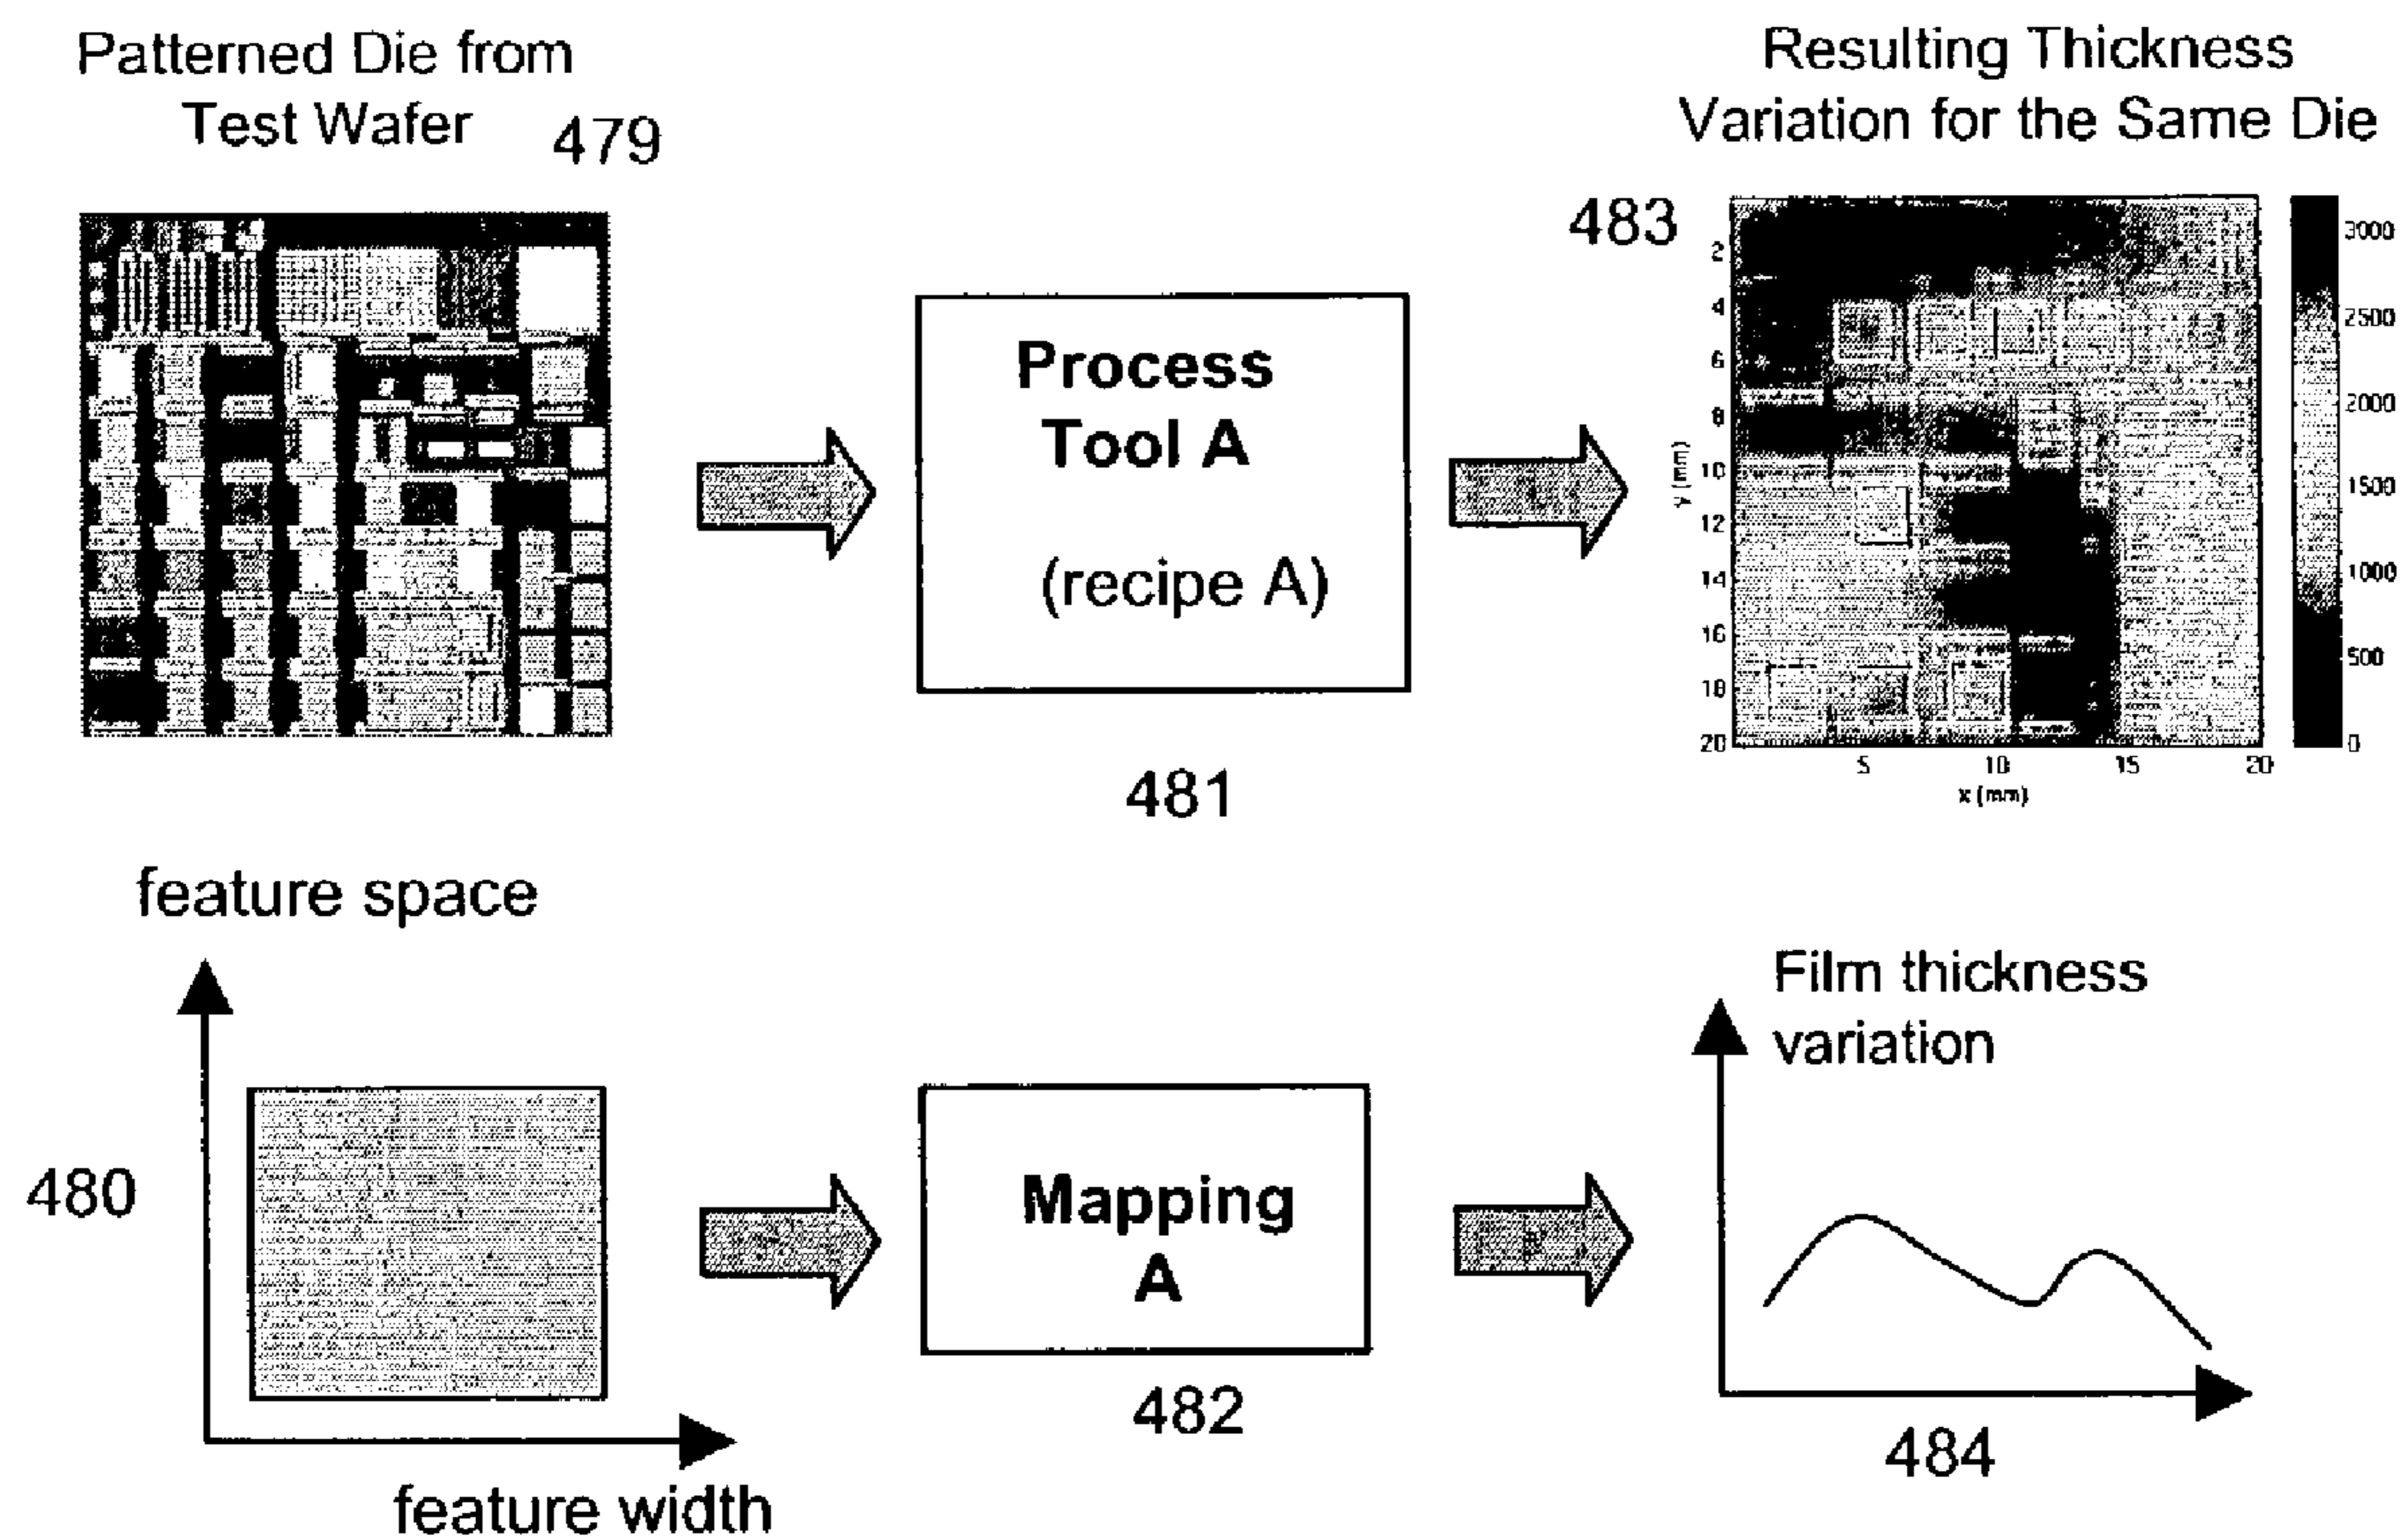 Patterned Die from
Test Wafer
479
Resulting Thickness
Variation for the Same Die
483
Process
Tool A
(recipe A)
481
2
4
6
8
10
12
14
16
18
20
y (mm)
5
10
15
20
x (mm)
3000
2500
2000
1500
1000
500
0
feature space
480
feature width
Mapping
A
482
Film thickness
variation
484